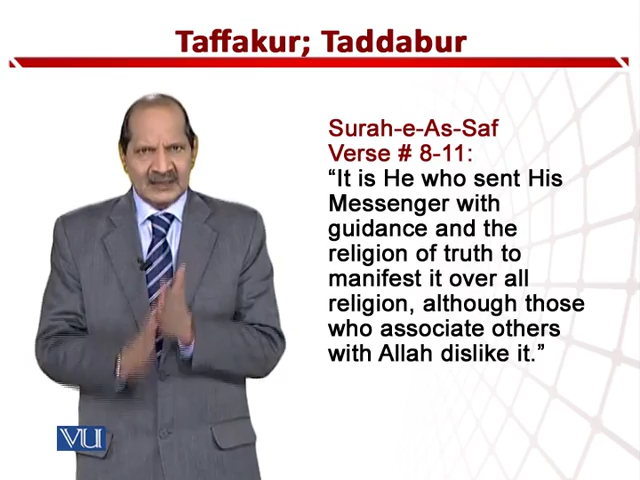 Taffakur; Taddabur
Surah-e-As-Saf
Verse # 8-11:
“It is He who sent His
Messenger with
guidance and the
religion of truth to
manifest it over all
religion, although those
who associate others
with Allah dislike it.”
VU